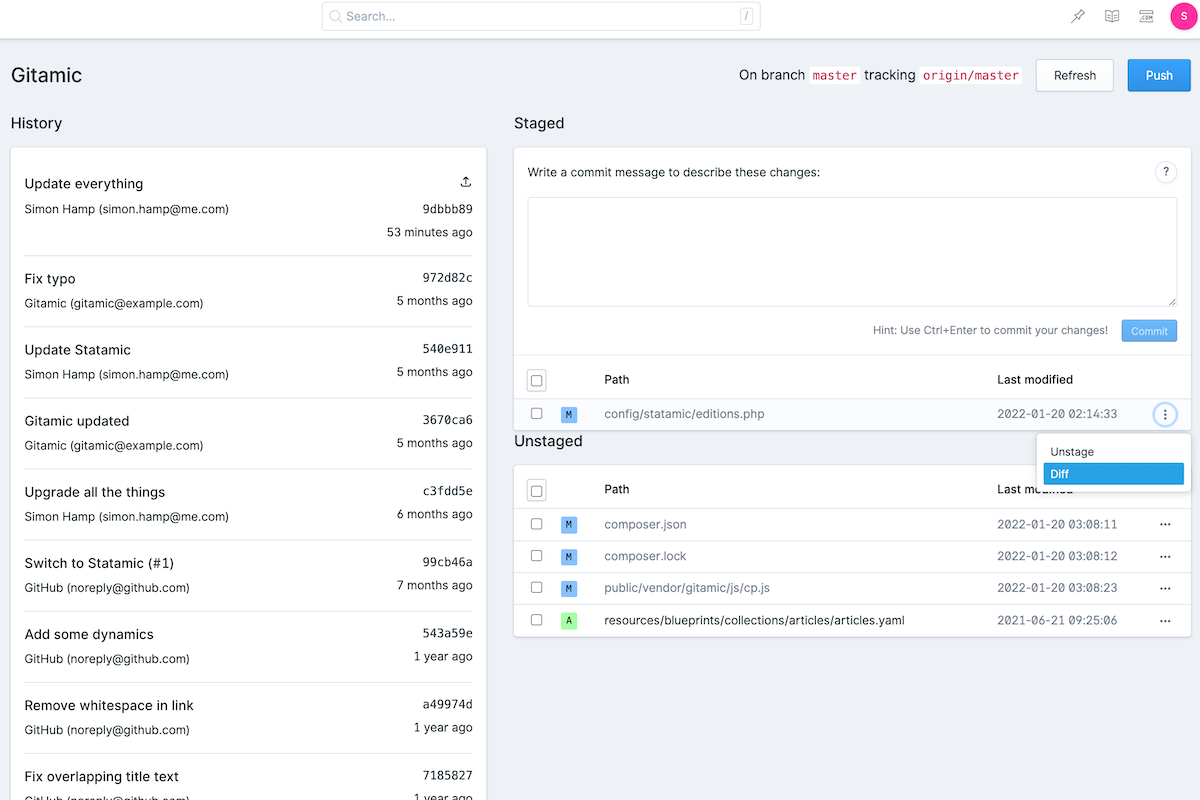 Search...
/
.COM
S
Gitamic
On branch master tracking origin/master
Refresh
Push
History
Update everything
Simon Hamp (simon.hamp@me.com)
9dbbb89
53 minutes ago
Fix typo
972d82c
Gitamic (gitamic@example.com)
5 months ago
Update Statamic
540e911
Simon Hamp (simon.hamp@me.com)
5 months ago
Gitamic updated
3670ca6
Gitamic (gitamic@example.com)
5 months ago
Upgrade all the things
c3fdd5e
Simon Hamp (simon.hamp@me.com)
6 months ago
Switch to Statamic (#1)
99cb46a
GitHub (noreply@github.com)
7 months ago
Add some dynamics
543a59e
GitHub (noreply@github.com)
1 year ago
Remove whitespace in link
a49974d
GitHub (noreply@github.com)
1 year ago
Fix overlapping title text
7185827
GitHub (noreply@github.com)
1 year ago
Staged
Write a commit message to describe these changes:
?
Hint: Use Ctrl+Enter to commit your changes!
Commit
Path
Last modified
M
config/statamic/editions.php
2022-01-20 02:14:33
Unstage
Diff
Unstaged
Path
Last modified
M
composer.json
2022-01-20 03:08:11
M
composer.lock
2022-01-20 03:08:12
M
public/vendor/gitamic/js/cp.js
2022-01-20 03:08:23
A
resources/blueprints/collections/articles/articles.yaml
2021-06-21 09:25:06